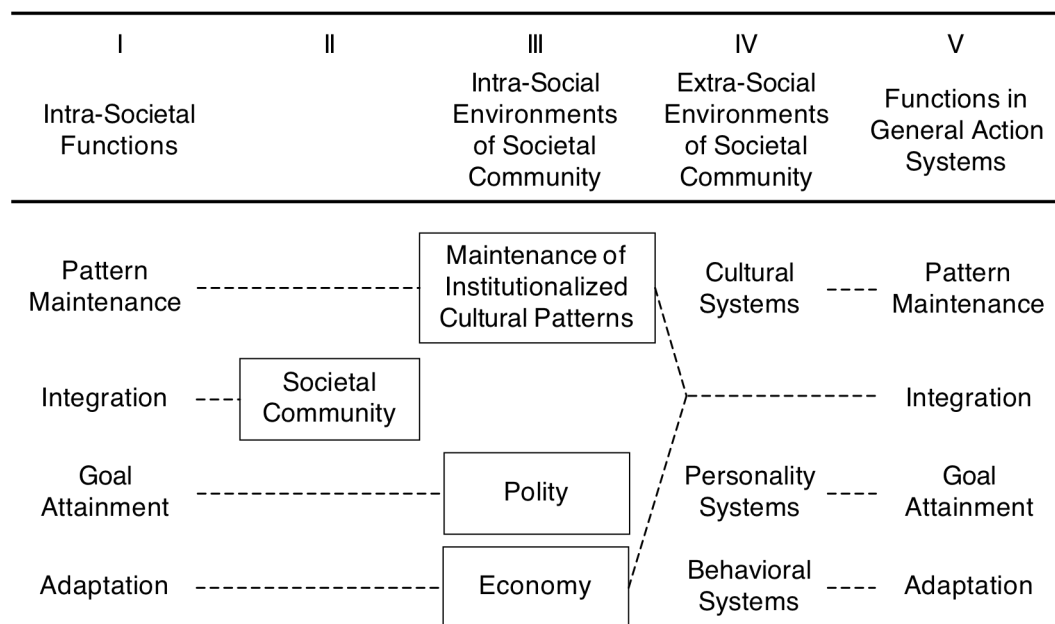 I
II
III
IV
V
Intra-Societal
Functions
Intra-Social
Environments
of Societal
Community
Extra-Social
Environments
of Societal
Community
Functions in
General Action
Systems
Pattern
Maintenance
Maintenance of
Institutionalized
Cultural Patterns
Cultural
Systems
Pattern
Maintenance
Integration
Societal
Community
Integration
Goal
Attainment
Polity
Personality
Systems
Goal
Attainment
Adaptation
Economy
Behavioral
Systems
Adaptation